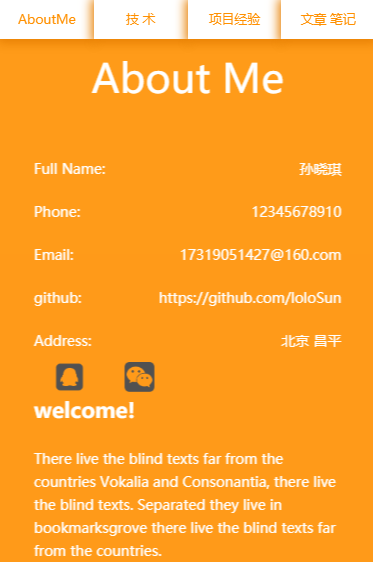 AboutMe 技 术 项目经验 文章 笔记
About Me
Full Name: 孙晓琪
Phone: 12345678910
Email: 17319051427@160.com
github: https://github.com/loloSun
Address: 北京 昌平
welcome!
There live the blind texts far from the
countries Vokalia and Consonantia, there live
the blind texts. Separated they live in
bookmarksgrove there live the blind texts far
from the countries.